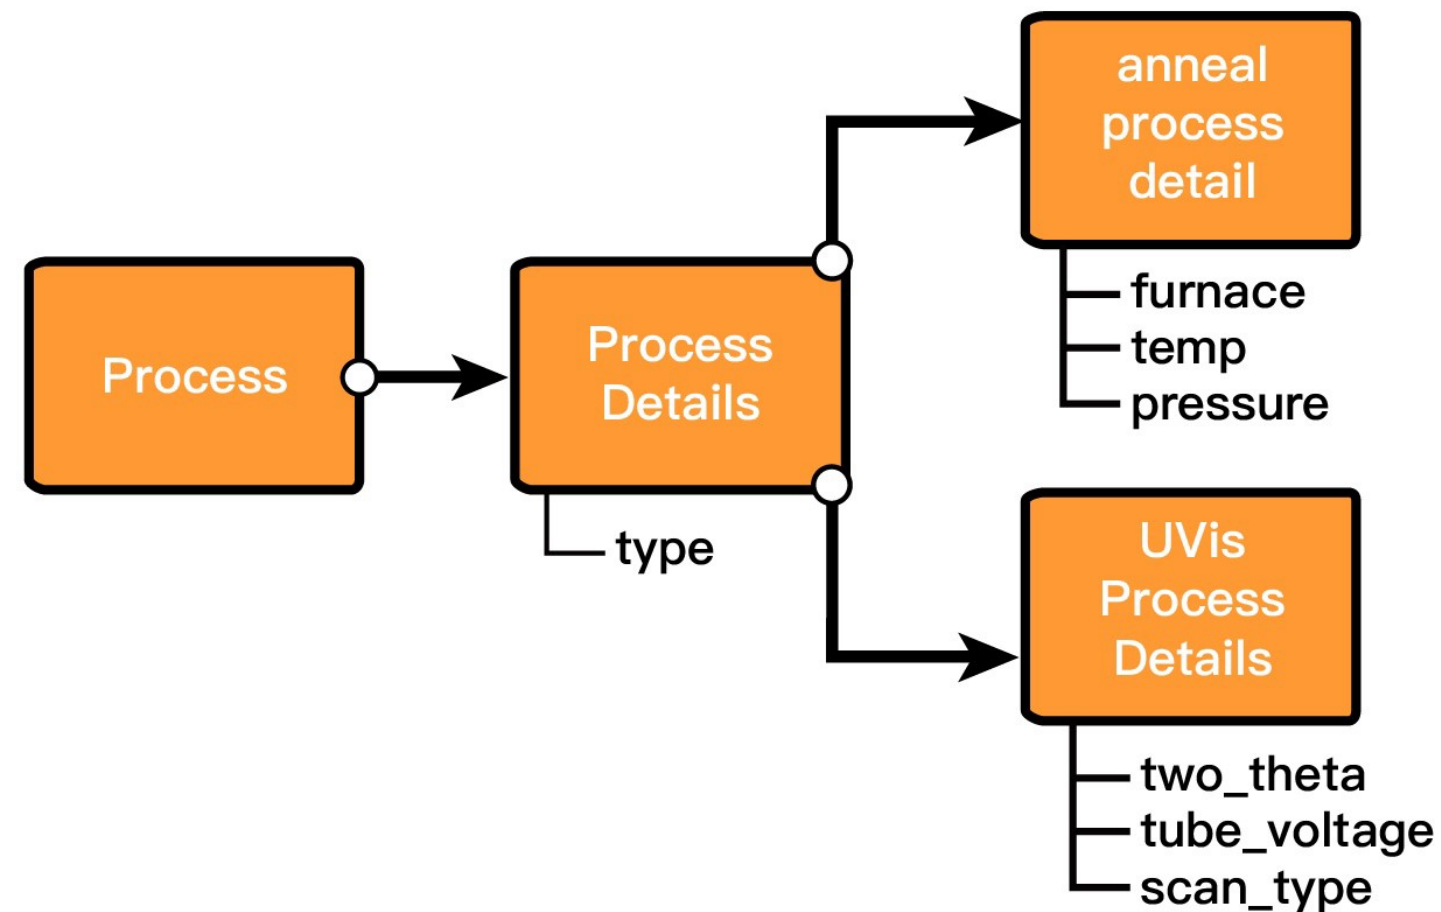 Process
Process
Details
type
anneal
process
detail
furnace
temp
pressure
UVis
Process
Details
two_theta
tube_voltage
scan_type